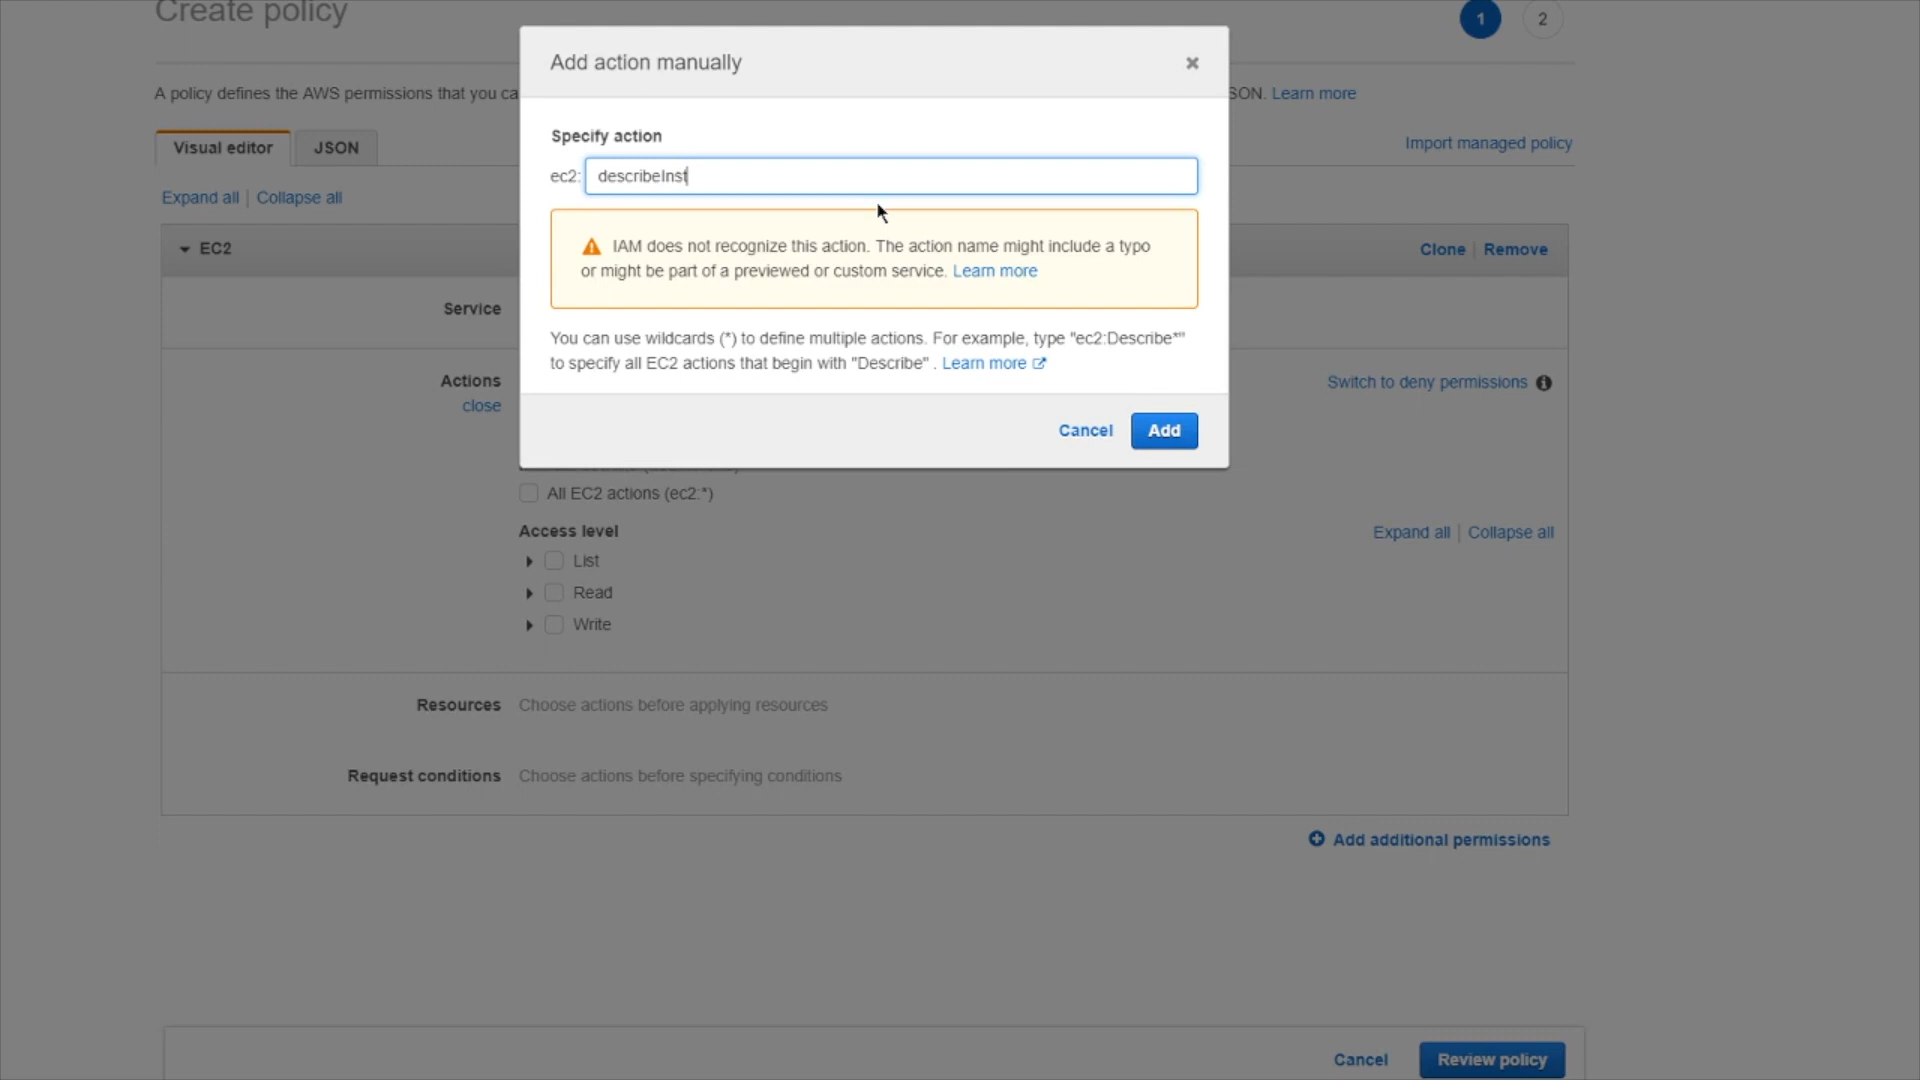 Create policy
1
2
Add action manually
×
A policy defines the AWS permissions that you ca
SON. Learn more
Specify action
Visual editor
JSON
Import managed policy
ec2:
describeInst
Expand all | Collapse all
EC2
Clone | Remove
IAM does not recognize this action. The action name might include a typo
or might be part of a previewed or custom service. Learn more
Service
You can use wildcards (*) to define multiple actions. For example, type "ec2:Describe*"
to specify all EC2 actions that begin with "Describe" . Learn more
Actions
close
Switch to deny permissions
Cancel
Add
All EC2 actions (ec2:*)
Access level
Expand all | Collapse all
List
Read
Write
Resources
Choose actions before applying resources
Request conditions
Choose actions before specifying conditions
Add additional permissions
Cancel
Review policy